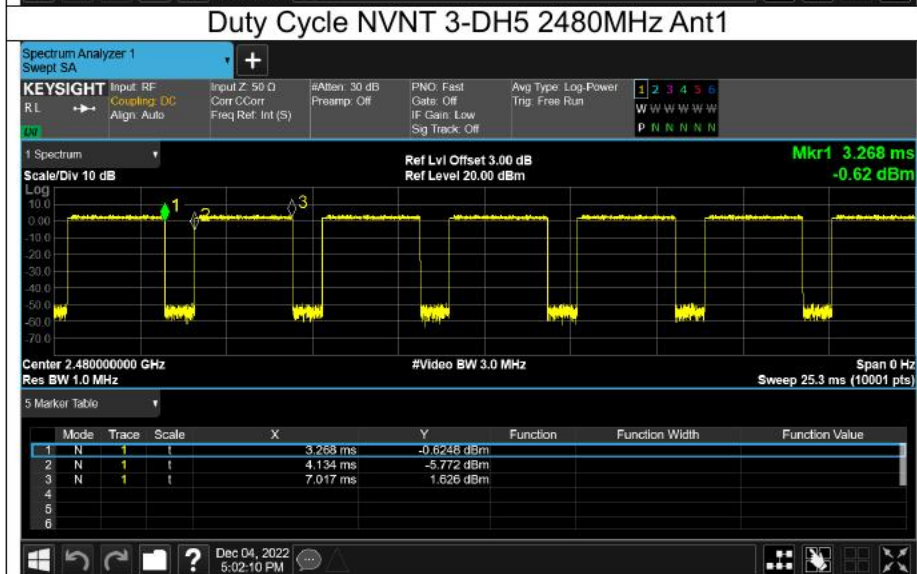 Duty Cycle NVNT 3-DH5 2480MHz Ant1
Spectrum Analyzer 1
Swept SA
+
KEYSIGHT Input: RF Input Z: 50 Ω #Atten: 30 dB PNO: Fast Avg Type: Log-Power 1 2 3 4 5 6
RL Coupling: DC Corr CCorr Preamp: Off Gate: Off Trig: Free Run W W W W W W
Align: Auto Freq Ref: Int (S) IF Gain: Low
Sig Track: Off P N N N N N
LXI
1 Spectrum Ref Lvl Offset 3.00 dB Mkr1 3.268 ms
Scale/Div 10 dB Ref Level 20.00 dBm -0.62 dBm
Log
10.0
0.00
-10.0
-20.0
-30.0
-40.0
-50.0
-60.0
-70.0
1
2
3
Center 2.480000000 GHz #Video BW 3.0 MHz Span 0 Hz
Res BW 1.0 MHz Sweep 25.3 ms (10001 pts)
5 Marker Table
Mode Trace Scale X Y Function Function Width Function Value
1 N 1 t 3.268 ms -0.6248 dBm
2 N 1 t 4.134 ms -5.772 dBm
3 N 1 t 7.017 ms 1.626 dBm
4
5
6
? Dec 04, 2022
5:02:10 PM